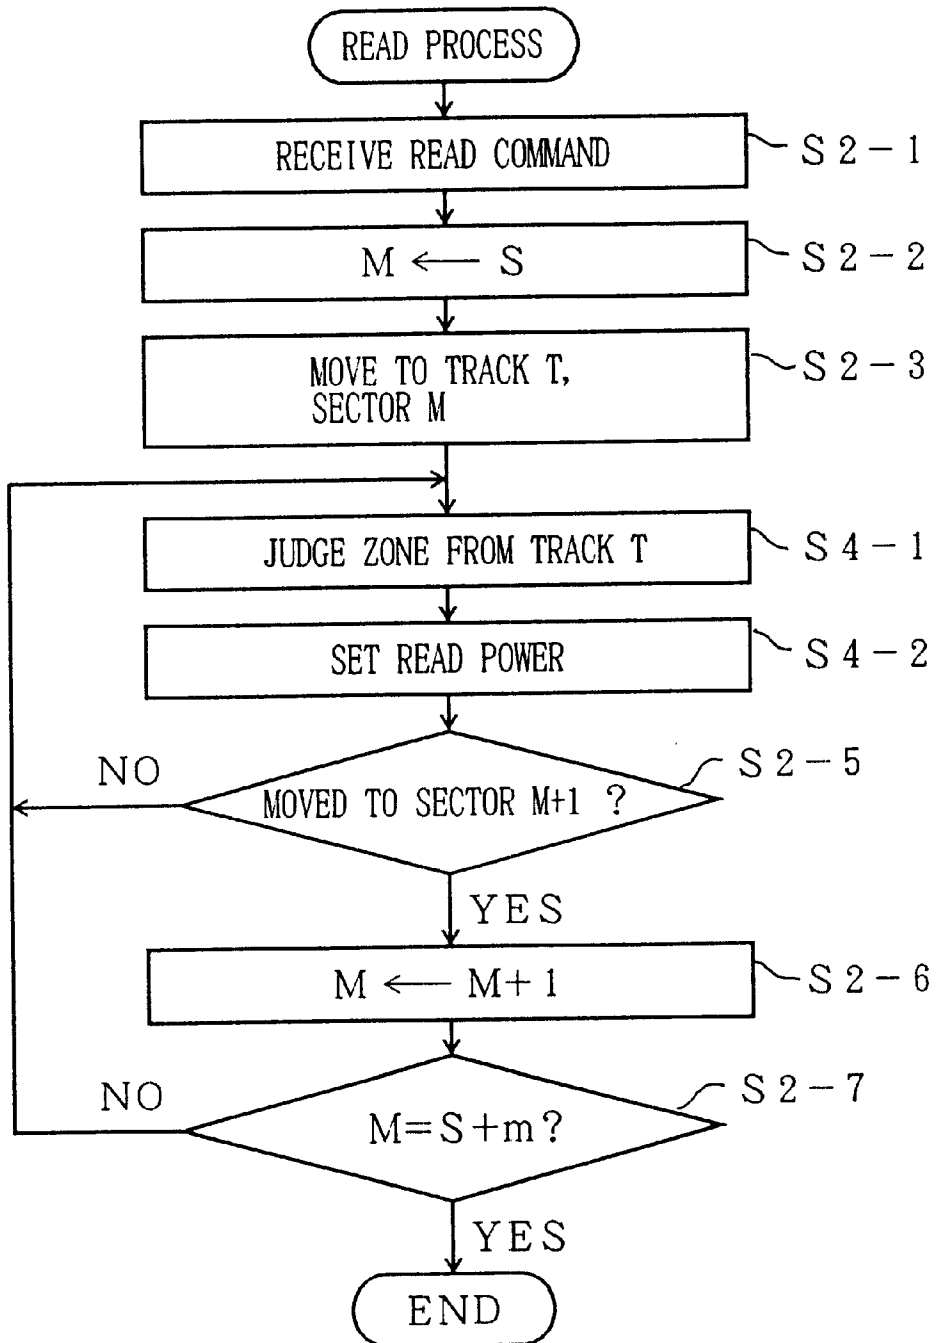 READ PROCESS
RECEIVE READ COMMAND
S2-1
M ← S
S2-2
MOVE TO TRACK T,
SECTOR M
S2-3
JUDGE ZONE FROM TRACK T
S4-1
SET READ POWER
S4-2
MOVED TO SECTOR M+1 ?
S2-5
NO
YES
M ← M+1
S2-6
M=S+m?
S2-7
NO
YES
END